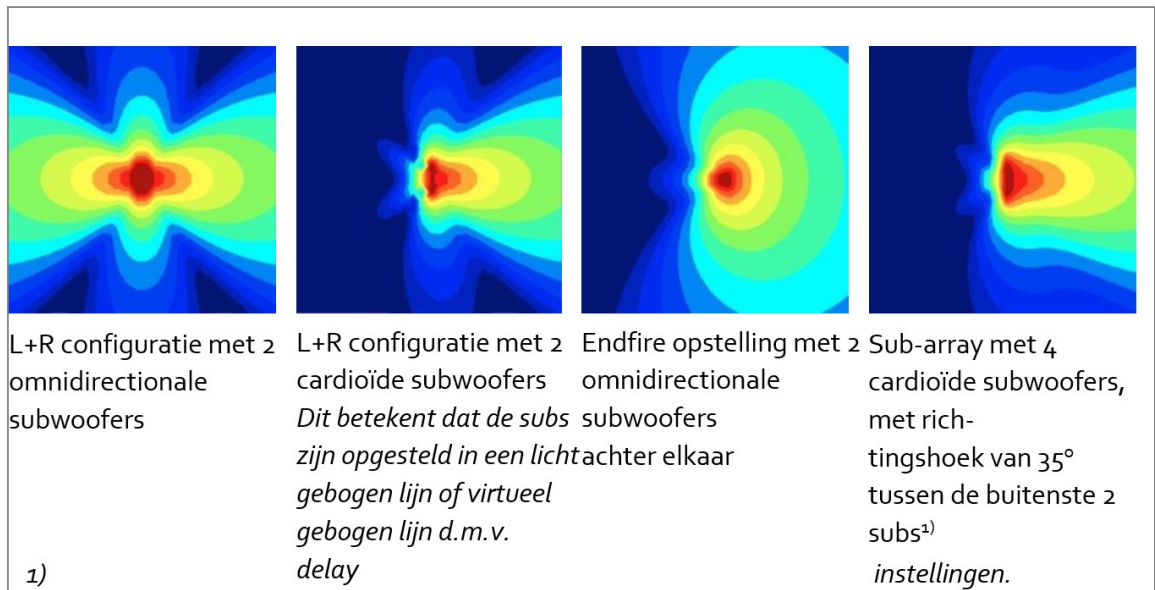 L+R configuratie met 2
omnidirectionale
subwoofers
L+R configuratie met 2
cardioïde subwoofers
Dit betekent dat de subs
zijn opgesteld in een licht
gebogen lijn of virtueel
gebogen lijn d.m.v.
delay
Endfire opstelling met 2
omnidirectionale
subwoofers
achter elkaar
Sub-array met 4
cardioïde subwoofers,
met rich-
tingshoek van 35°
tussen de buitenste 2
subs¹⁾
1)
instellingen.